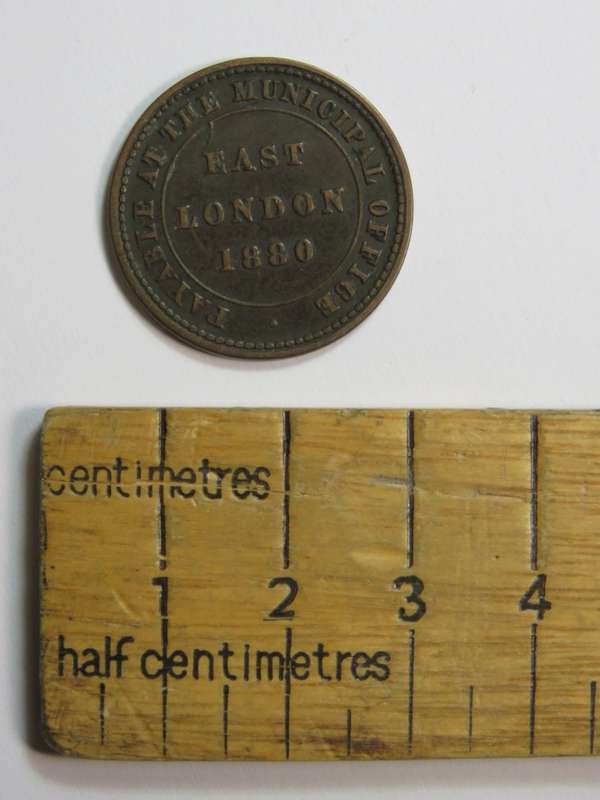 PAYABLE AT THE MUNICIPAL OFFICE
EAST
LONDON
1880
centimetres
1 2 3 4
half centimetres